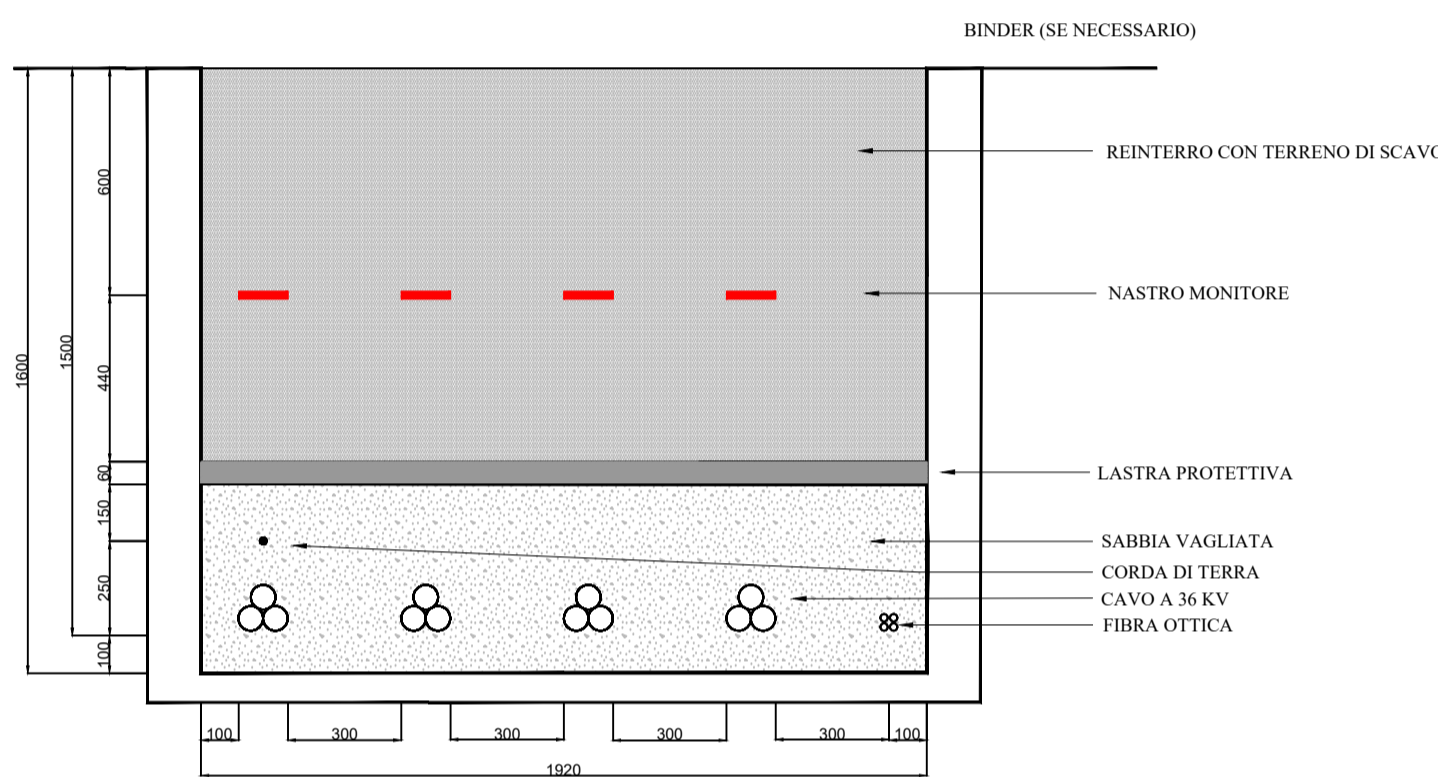 BINDER (SE NECESSARIO)
REINTERRO CON TERRENO DI SCAVO
NASTRO MONITORE
LASTRA PROTETTIVA
SABBIA VAGLIATA
CORDA DI TERRA
CAVO A 36 KV
FIBRA OTTICA
1600
1500
600
440
60
150
250
100
100
300
300
300
300
100
1920